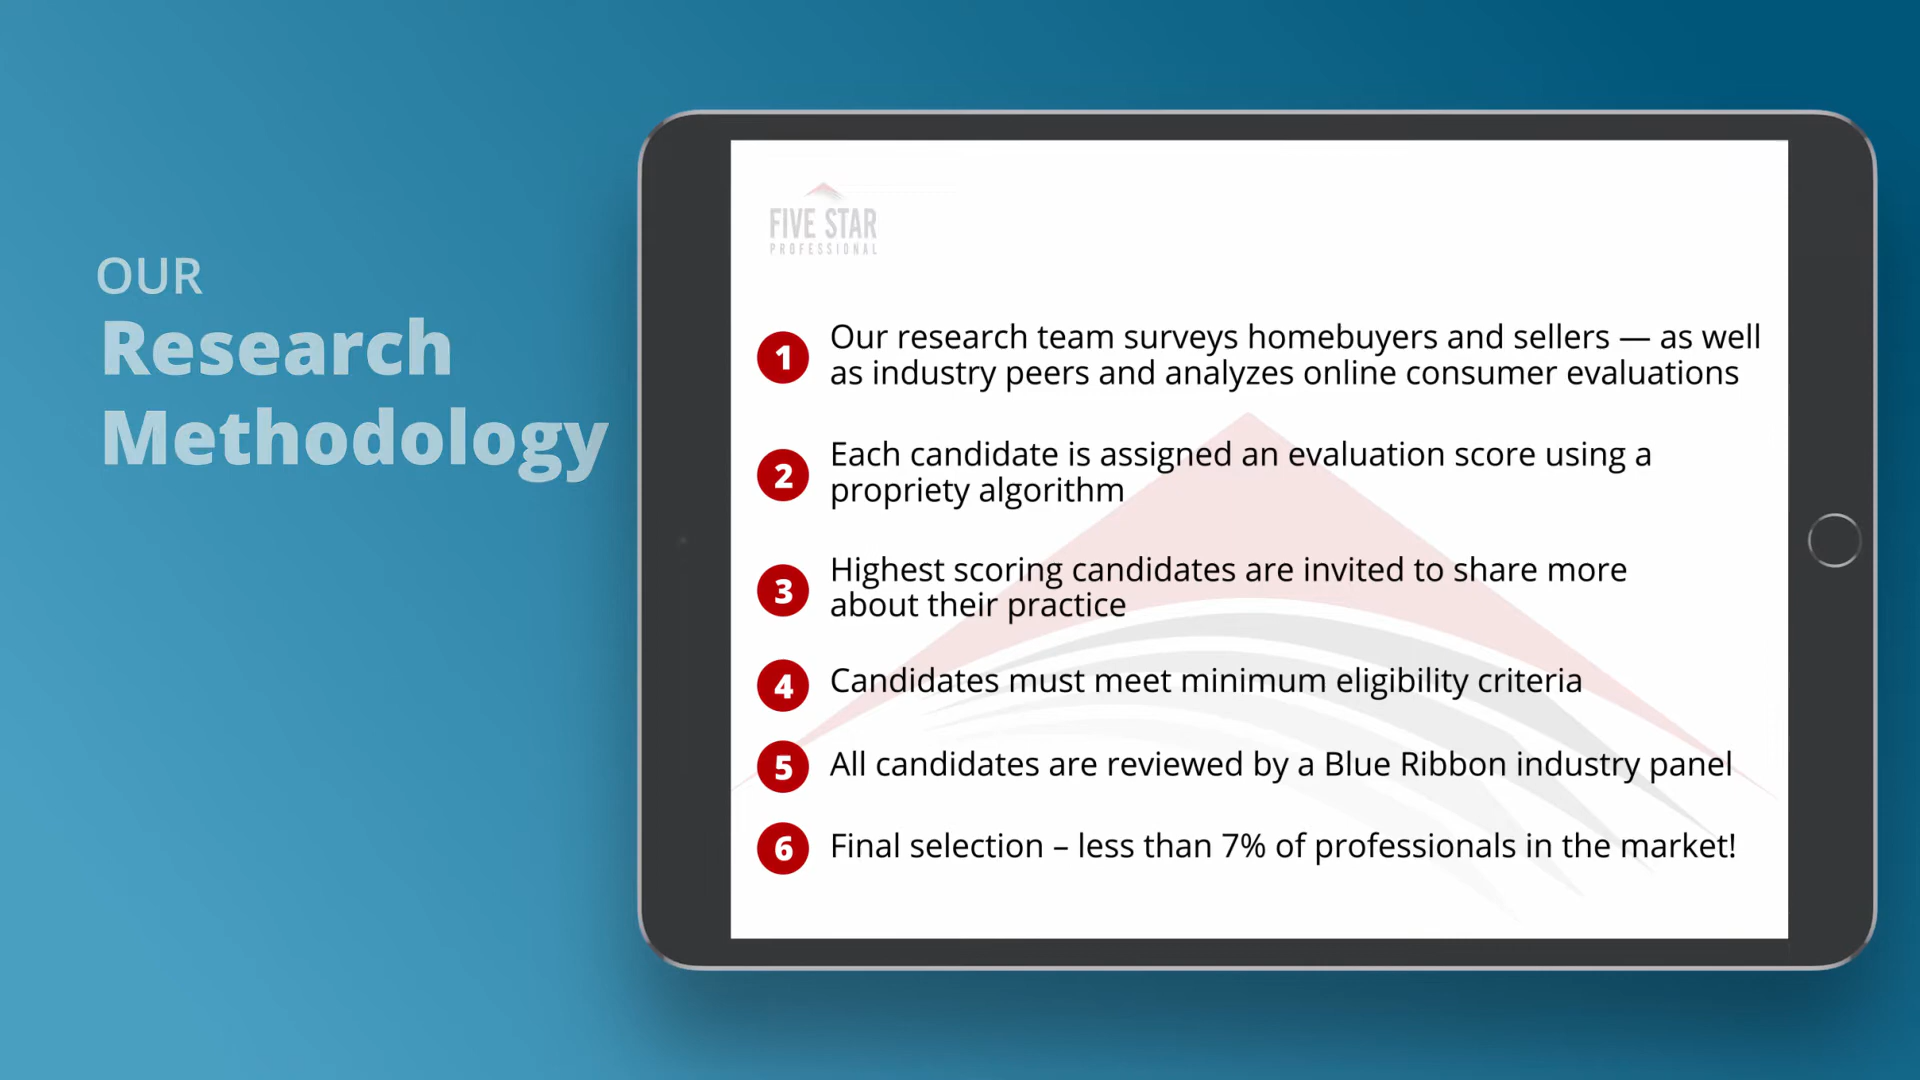 OUR
Research
Methodology
FIVE STAR
PROFESSIONAL
1 Our research team surveys homebuyers and sellers — as well
as industry peers and analyzes online consumer evaluations
2 Each candidate is assigned an evaluation score using a
propriety algorithm
3 Highest scoring candidates are invited to share more
about their practice
4 Candidates must meet minimum eligibility criteria
5 All candidates are reviewed by a Blue Ribbon industry panel
6 Final selection – less than 7% of professionals in the market!